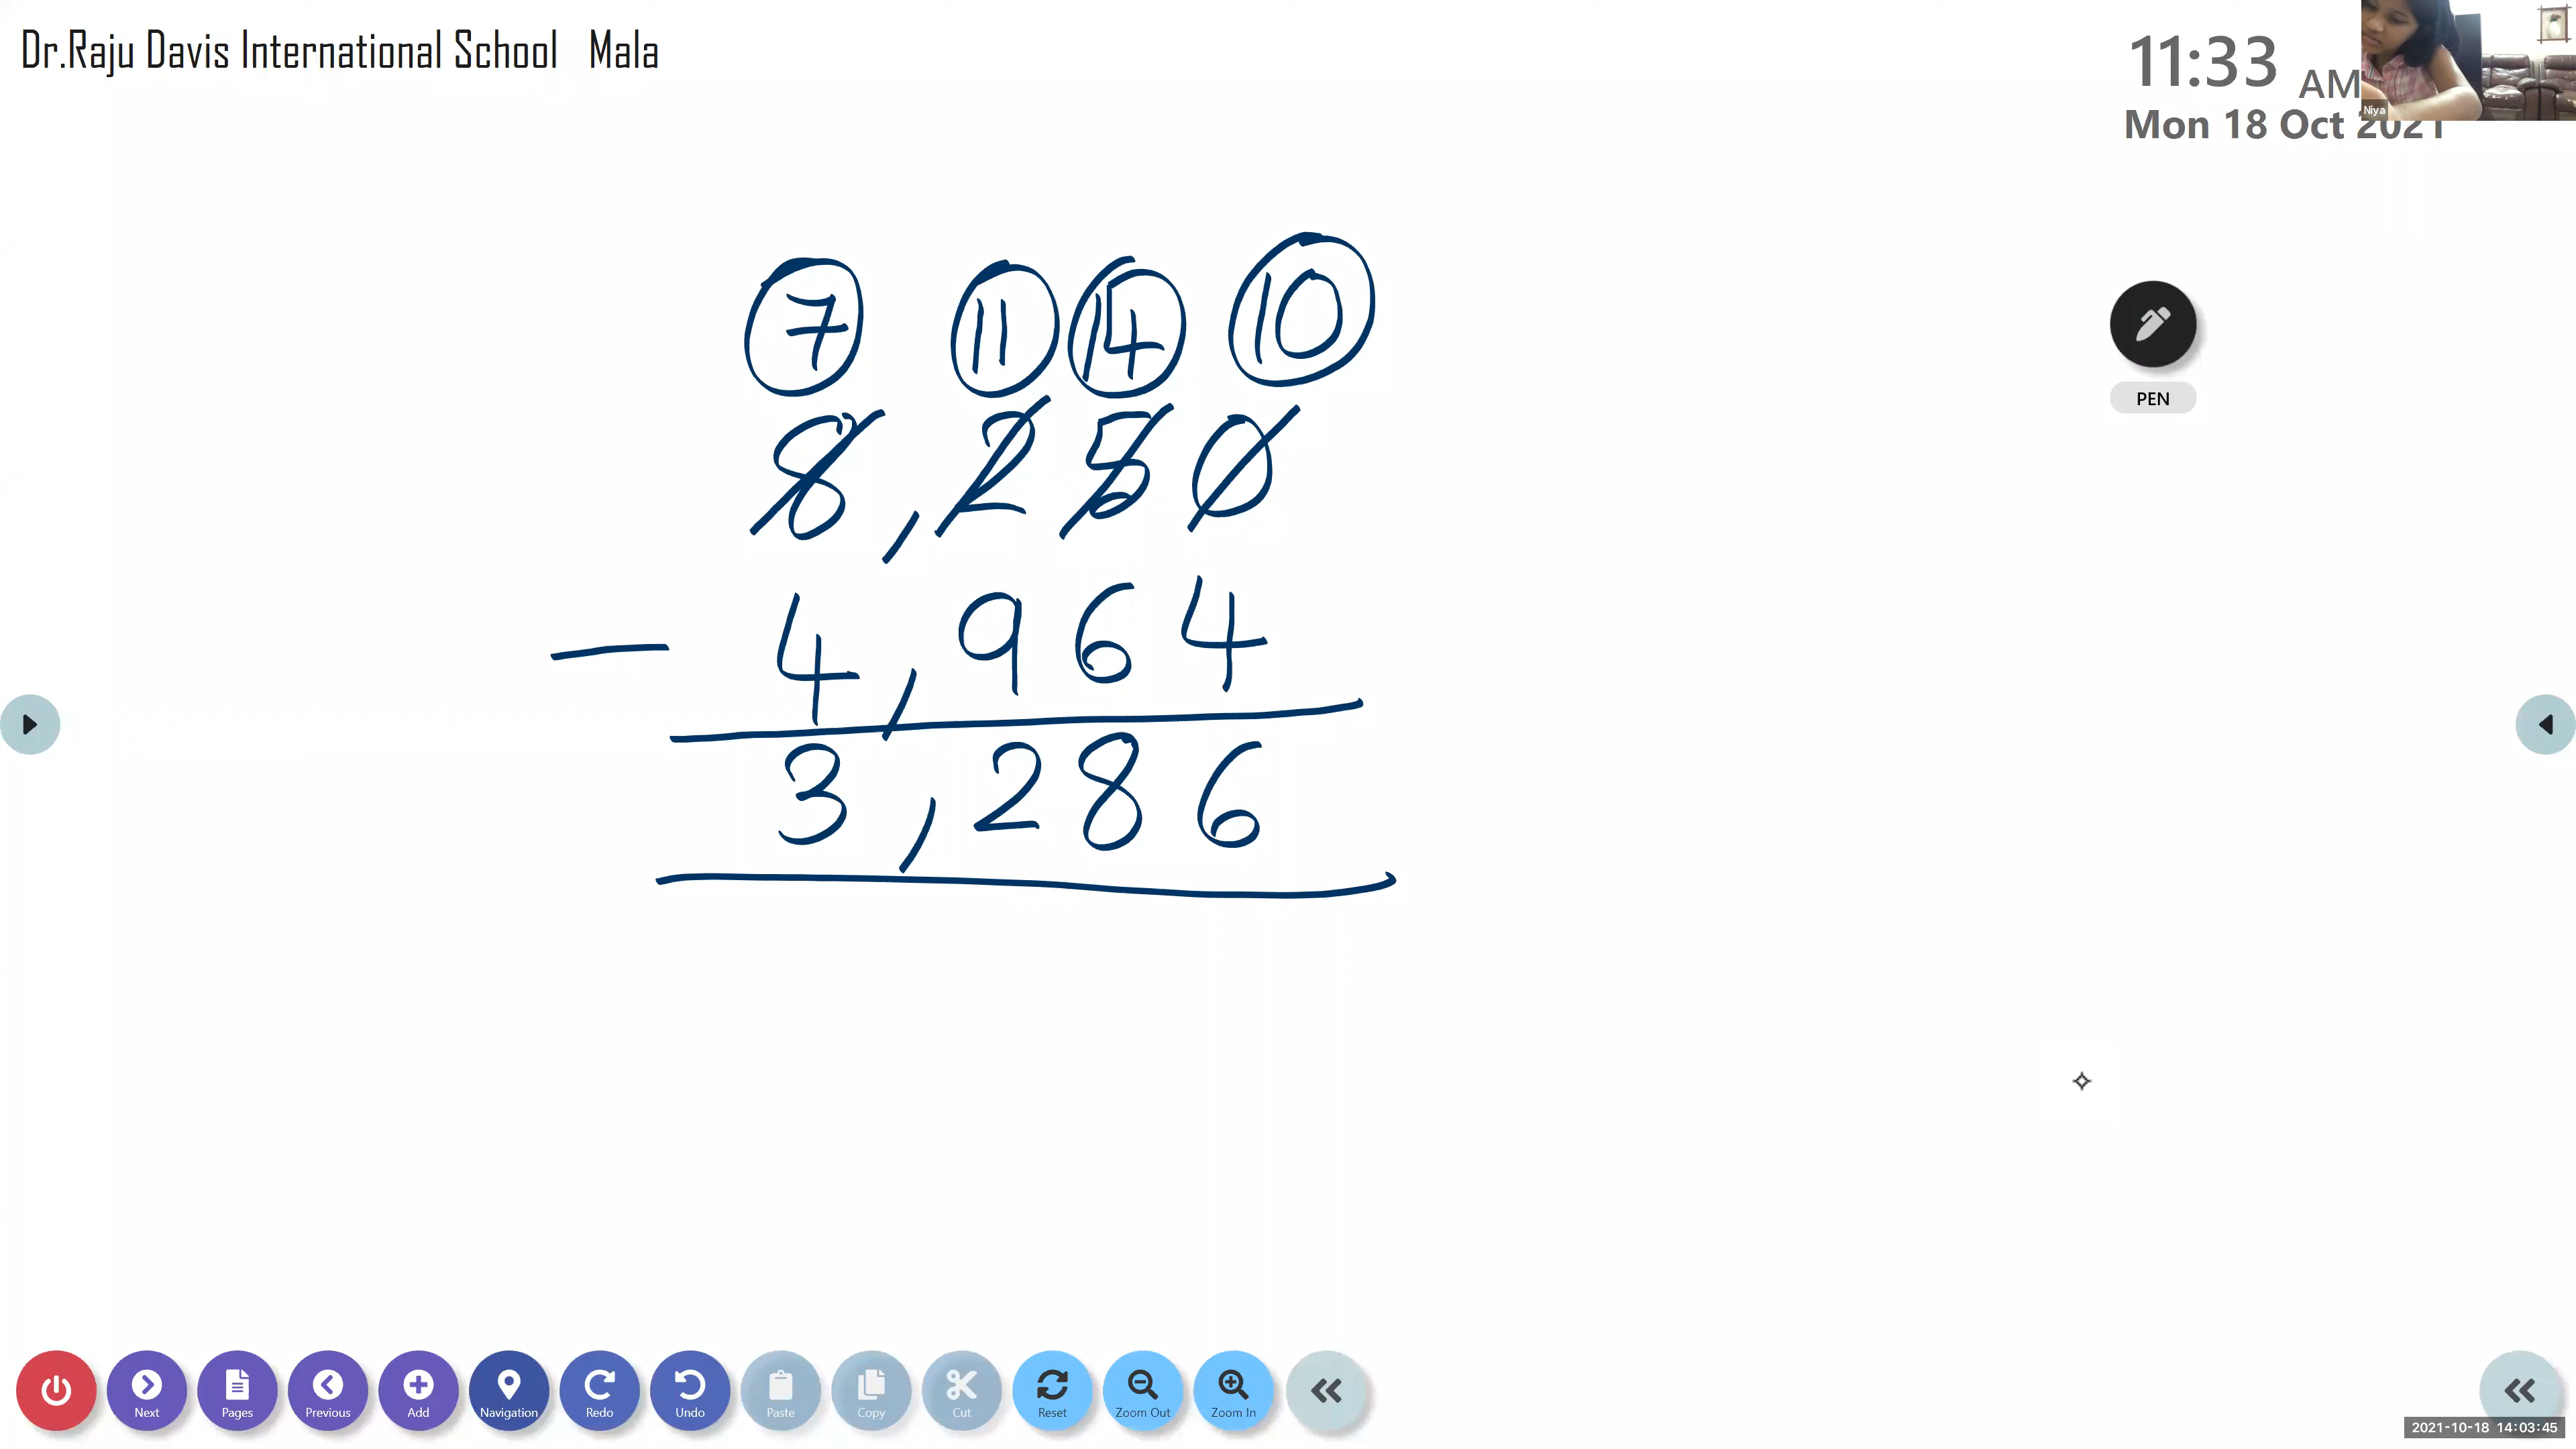 Dr.Raju Davis International School Mala
11:33 AM
Mon 18 Oct 2021
Niya
PEN
7 11 14 10
8,250
− 4,964
3,286
Next Pages Previous Add Navigation Redo Undo Paste Copy Cut Reset Zoom Out Zoom In
2021-10-18 14:03:45